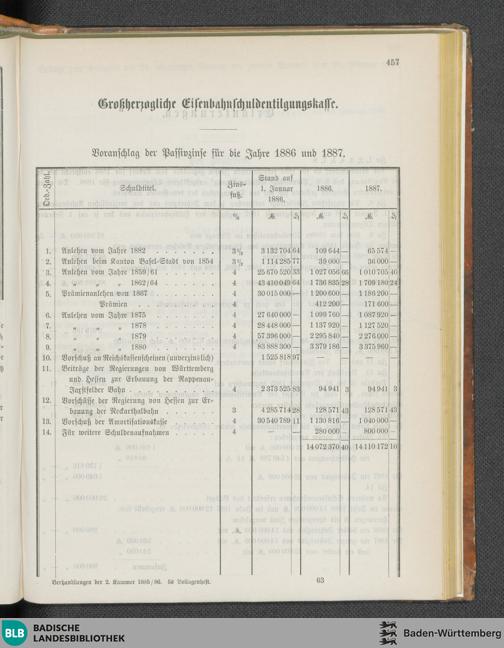 457
Großherzogliche Eisenbahnschuldentilgungskasse.
Voranschlag der Passivzinse für die Jahre 1886 und 1887.
Ord.-Zahl. Schuldtitel. Zins-fuß. Stand auf 1. Januar 1886. 1886. 1887.
% ℳ ₰ ℳ ₰ ℳ ₰
1. Anlehen vom Jahre 1882 . . . . . . . 3½ 3 132 704 64 109 644 — 65 574 —
2. Anlehen beim Kanton Basel-Stadt von 1854 3½ 1 114 285 77 39 000 — 36 000 —
3. Anlehen vom Jahre 1859/61 . . . . . . 4 25 670 520 33 1 027 056 66 1 010 705 40
4. „ „ „ 1862/64 . . . . . . 4 43 410 049 64 1 736 835 28 1 709 180 24
5. Prämienanlehen von 1867 . . . . . . . 4 30 015 000 — 1 200 600 — 1 186 200 —
Prämien . . . . . . . 4 412 200 — 171 600 —
6. Anlehen vom Jahre 1875 . . . . . . . 4 27 640 000 — 1 099 760 — 1 087 920 —
7. „ „ „ 1878 . . . . . . . 4 28 448 000 — 1 137 920 — 1 127 520 —
8. „ „ „ 1879 . . . . . . . 4 57 396 000 — 2 295 840 — 2 276 000 —
9. „ „ „ 1880 . . . . . . . 4 83 888 300 — 3 379 186 — 3 375 960 —
10. Vorschuß an Reichskassenscheinen (unverzinslich) 1 525 818 97 — — — —
11. Beiträge der Regierungen von Württemberg
und Hessen zur Erbauung der Rappenau-
Jagstfelder Bahn . . . . . . . . . 4 2 373 525 83 94 941 3 94 941 3
12. Vorschüsse der Regierung von Hessen zur Er-
bauung der Neckarthalbahn . . . . . 3 4 285 714 28 128 571 43 128 571 43
13. Vorschuß der Amortisationskasse . . . . 4 30 540 789 11 1 130 816 — 1 040 000 —
14. Für weitere Schuldenaufnahmen . . . . 4 — — 280 000 — 800 000 —
14 072 370 40 14 110 172 10
Verhandlungen der 2. Kammer 1885/86. 5s Beilagenheft. 63
BLB BADISCHE
LANDESBIBLIOTHEK
Baden-Württemberg